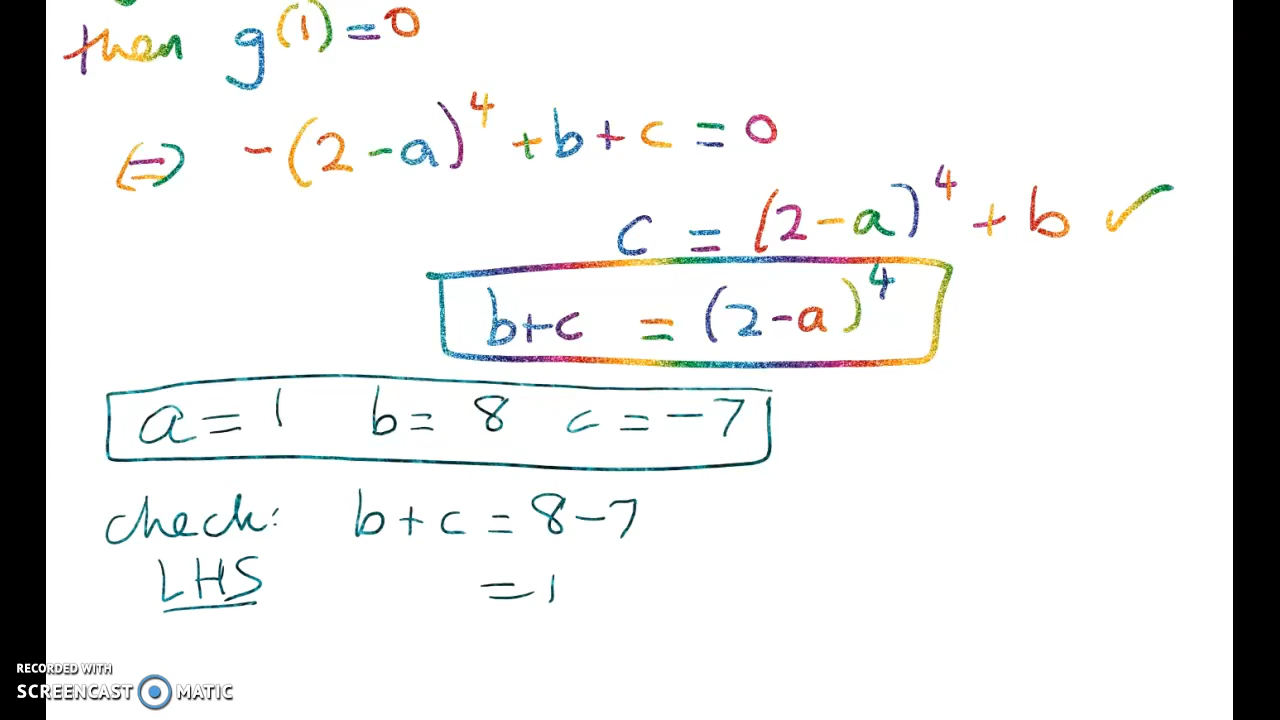 then g(1)=0
⇔ -(2-a)⁴ +b+c = 0
c = (2-a)⁴ + b ✓
b+c = (2-a)⁴
a = 1 b = 8 c = -7
check: b+c = 8-7
LHS = 1
RECORDED WITH
SCREENCAST MATIC